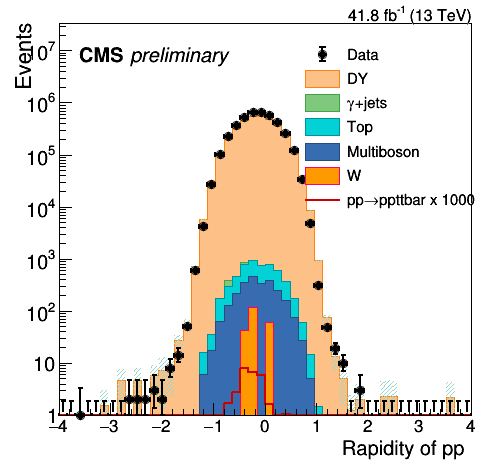 41.8 fb⁻¹ (13 TeV)
Events
CMS preliminary
Data
DY
γ+jets
Top
Multiboson
W
pp→ppttbar x 1000
10⁷
10⁶
10⁵
10⁴
10³
10²
10
1
−4 −3 −2 −1 0 1 2 3 4
Rapidity of pp